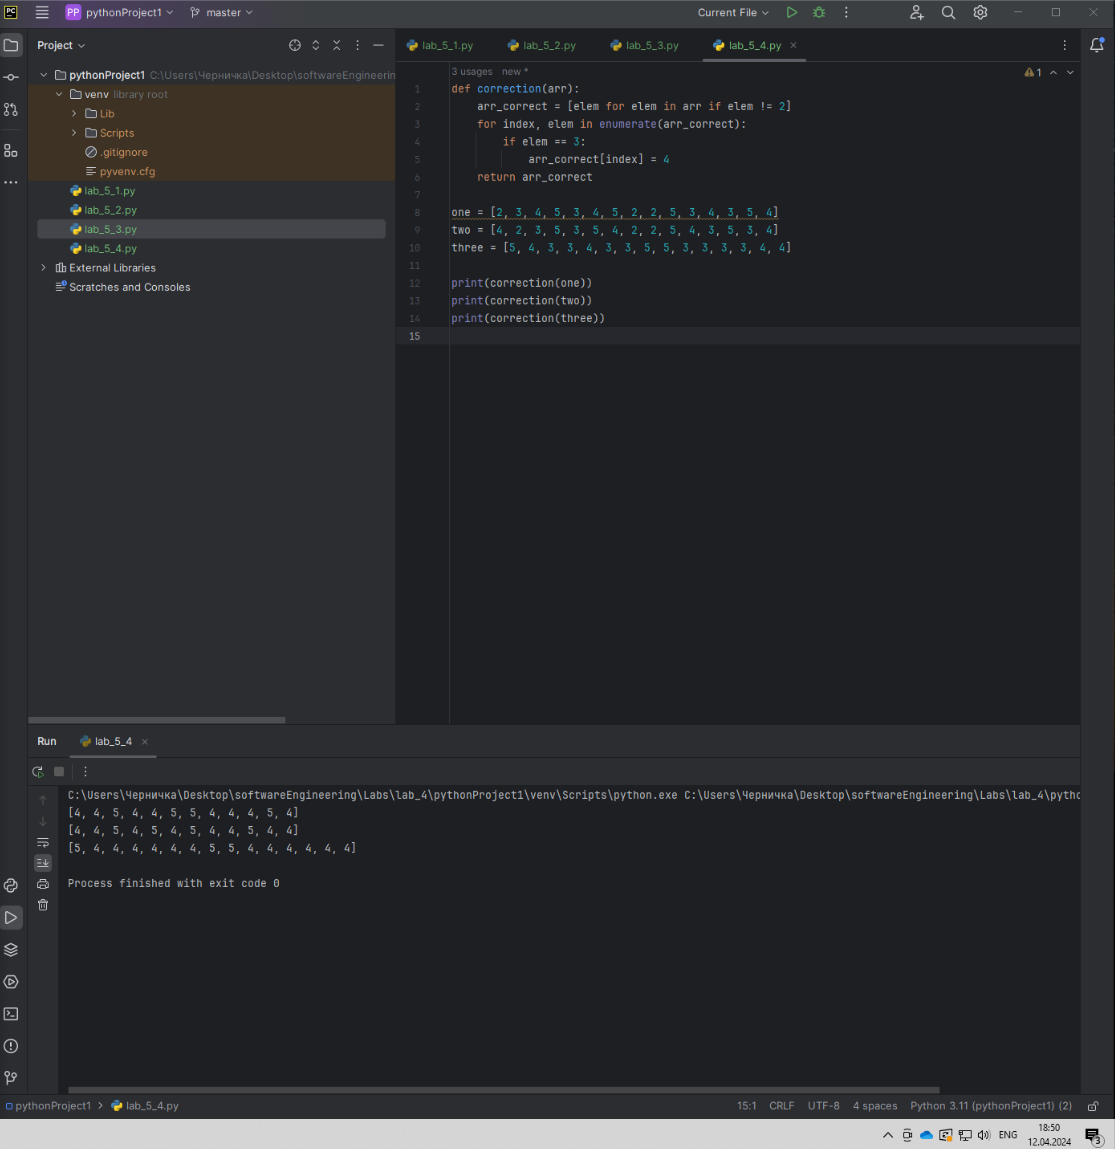 PC
PP pythonProject1
master
Current File
Project
lab_5_1.py
lab_5_2.py
lab_5_3.py
lab_5_4.py
pythonProject1 C:\Users\Черничка\Desktop\softwareEngineerin
venv library root
Lib
Scripts
.gitignore
pyvenv.cfg
lab_5_1.py
lab_5_2.py
lab_5_3.py
lab_5_4.py
External Libraries
Scratches and Consoles
3 usages new *
1
1 def correction(arr):
2 arr_correct = [elem for elem in arr if elem != 2]
3 for index, elem in enumerate(arr_correct):
4 if elem == 3:
5 arr_correct[index] = 4
6 return arr_correct
7
8 one = [2, 3, 4, 5, 3, 4, 5, 2, 2, 5, 3, 4, 3, 5, 4]
9 two = [4, 2, 3, 5, 3, 5, 4, 2, 2, 5, 4, 3, 5, 3, 4]
10 three = [5, 4, 3, 3, 4, 3, 3, 5, 5, 3, 3, 3, 3, 4, 4]
11
12 print(correction(one))
13 print(correction(two))
14 print(correction(three))
15
Run
lab_5_4
C:\Users\Черничка\Desktop\softwareEngineering\Labs\lab_4\pythonProject1\venv\Scripts\python.exe C:\Users\Черничка\Desktop\softwareEngineering\Labs\lab_4\pytho
[4, 4, 5, 4, 4, 5, 5, 4, 4, 4, 5, 4]
[4, 4, 5, 4, 5, 4, 5, 4, 4, 5, 4, 4]
[5, 4, 4, 4, 4, 4, 4, 5, 5, 4, 4, 4, 4, 4, 4]
Process finished with exit code 0
pythonProject1 > lab_5_4.py
15:1 CRLF UTF-8 4 spaces Python 3.11 (pythonProject1) (2)
ENG
18:50
12.04.2024
3